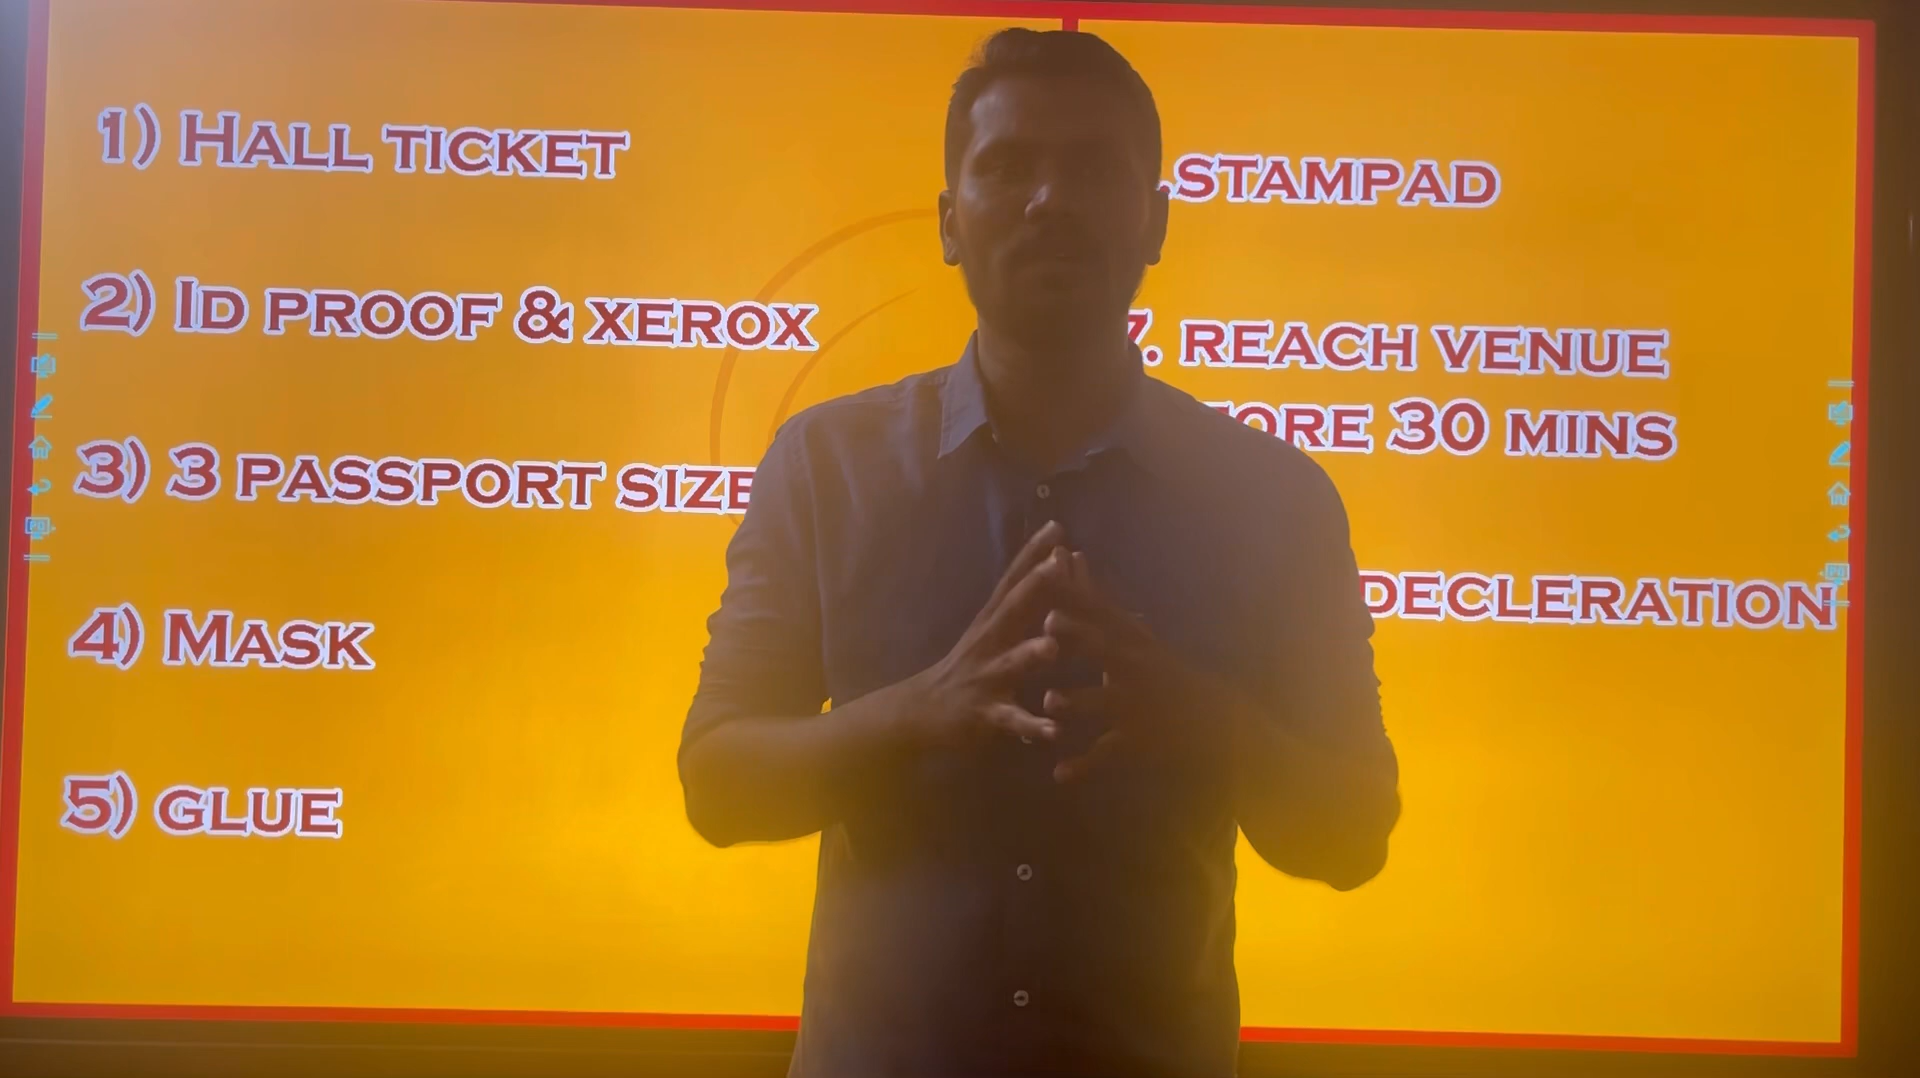 1) Hall ticket
2) Id proof & xerox
3) 3 passport size
4) Mask
5) glue
.stampad
7. reach venue
30 mins
decleration